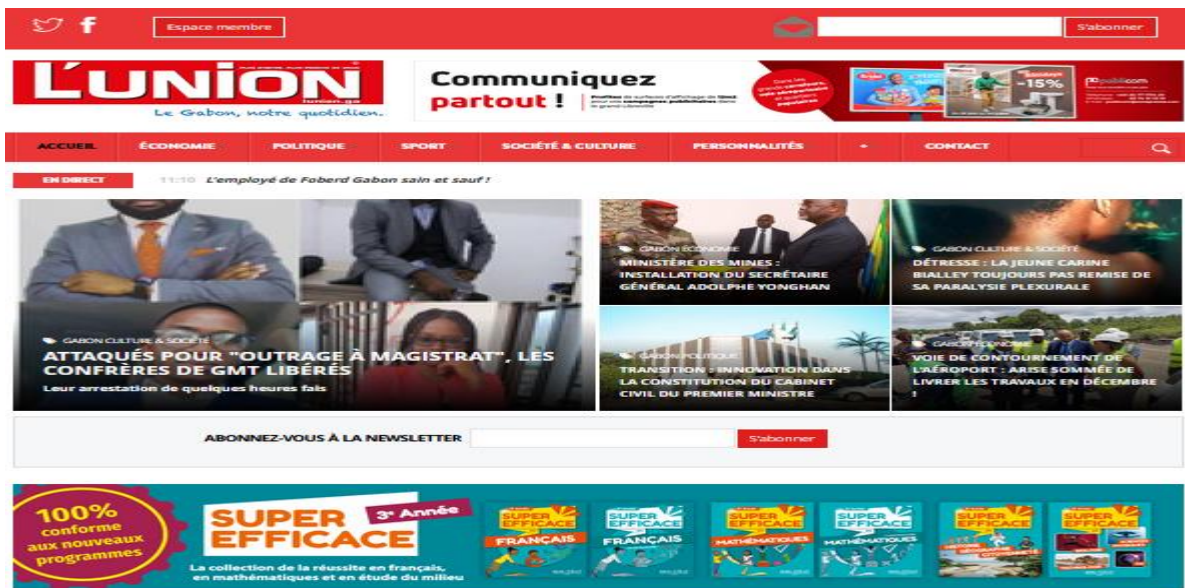 Espace membre
S'abonner
L'UNION
lunion.ga
Le Gabon, notre quotidien.
Communiquez
partout !
-15%
ACCUEIL ÉCONOMIE POLITIQUE SPORT SOCIÉTÉ & CULTURE PERSONNALITÉS + CONTACT
EN DIRECT 11:10 L'employé de Foberd Gabon sain et sauf !
GABON CULTURE & SOCIÉTÉ
ATTAQUÉS POUR "OUTRAGE À MAGISTRAT", LES
CONFRÈRES DE GMT LIBÉRÉS
Leur arrestation de quelques heures fais
GABON ECONOMIE
MINISTÈRE DES MINES :
INSTALLATION DU SECRÉTAIRE
GÉNÉRAL ADOLPHE YONGHAN
GABON CULTURE & SOCIÉTÉ
DÉTRESSE : LA JEUNE CARINE
BIALLEY TOUJOURS PAS REMISE DE
SA PARALYSIE PLEXURALE
GABON POLITIQUE
TRANSITION : INNOVATION DANS
LA CONSTITUTION DU CABINET
CIVIL DU PREMIER MINISTRE
GABON ECONOMIE
VOIE DE CONTOURNEMENT DE
L'AÉROPORT : ARISE SOMMÉE DE
LIVRER LES TRAVAUX EN DÉCEMBRE
!
ABONNEZ-VOUS À LA NEWSLETTER S'abonner
100%
conforme
aux nouveaux
programmes
SUPER
EFFICACE
3e Année
La collection de la réussite en français,
en mathématiques et en étude du milieu
SUPER EFFICACE FRANÇAIS
SUPER EFFICACE FRANÇAIS
SUPER EFFICACE MATHÉMATIQUES
SUPER EFFICACE MATHÉMATIQUES
SUPER EFFICACE
SUPER EFFICACE